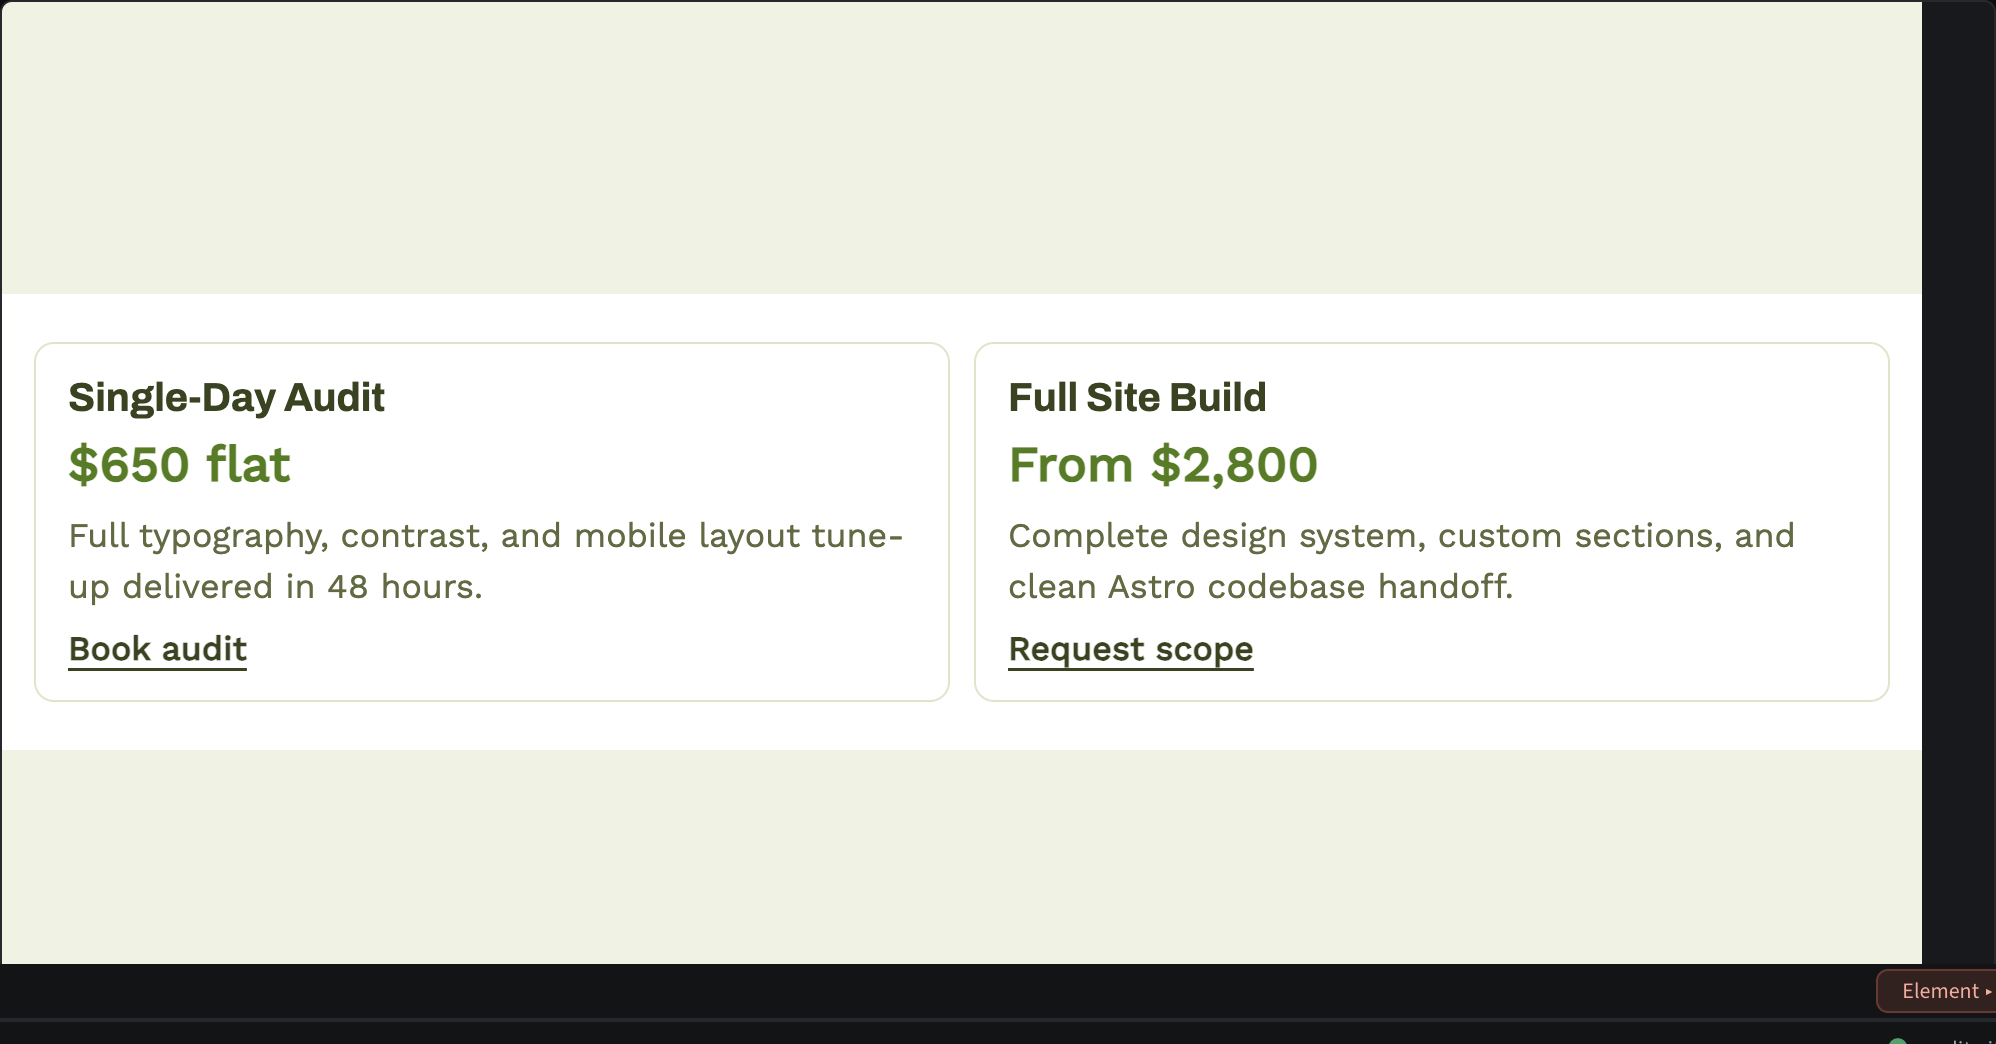 Single-Day Audit
$650 flat
Full typography, contrast, and mobile layout tune-
up delivered in 48 hours.
Book audit
Full Site Build
From $2,800
Complete design system, custom sections, and
clean Astro codebase handoff.
Request scope
Element ▸